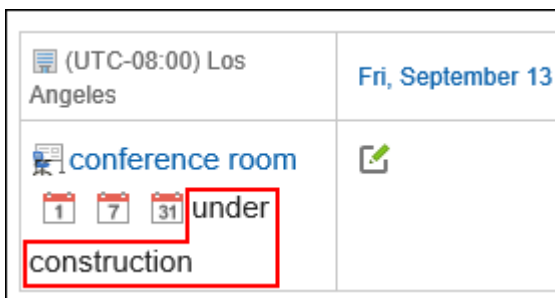 (UTC-08:00) Los
Angeles
Fri, September 13
conference room
1 7 31 under
construction